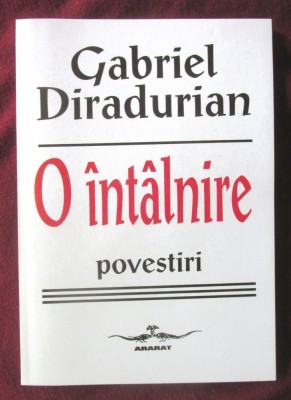 Gabriel
Diradurian
O întâlnire
povestiri
ARARAT